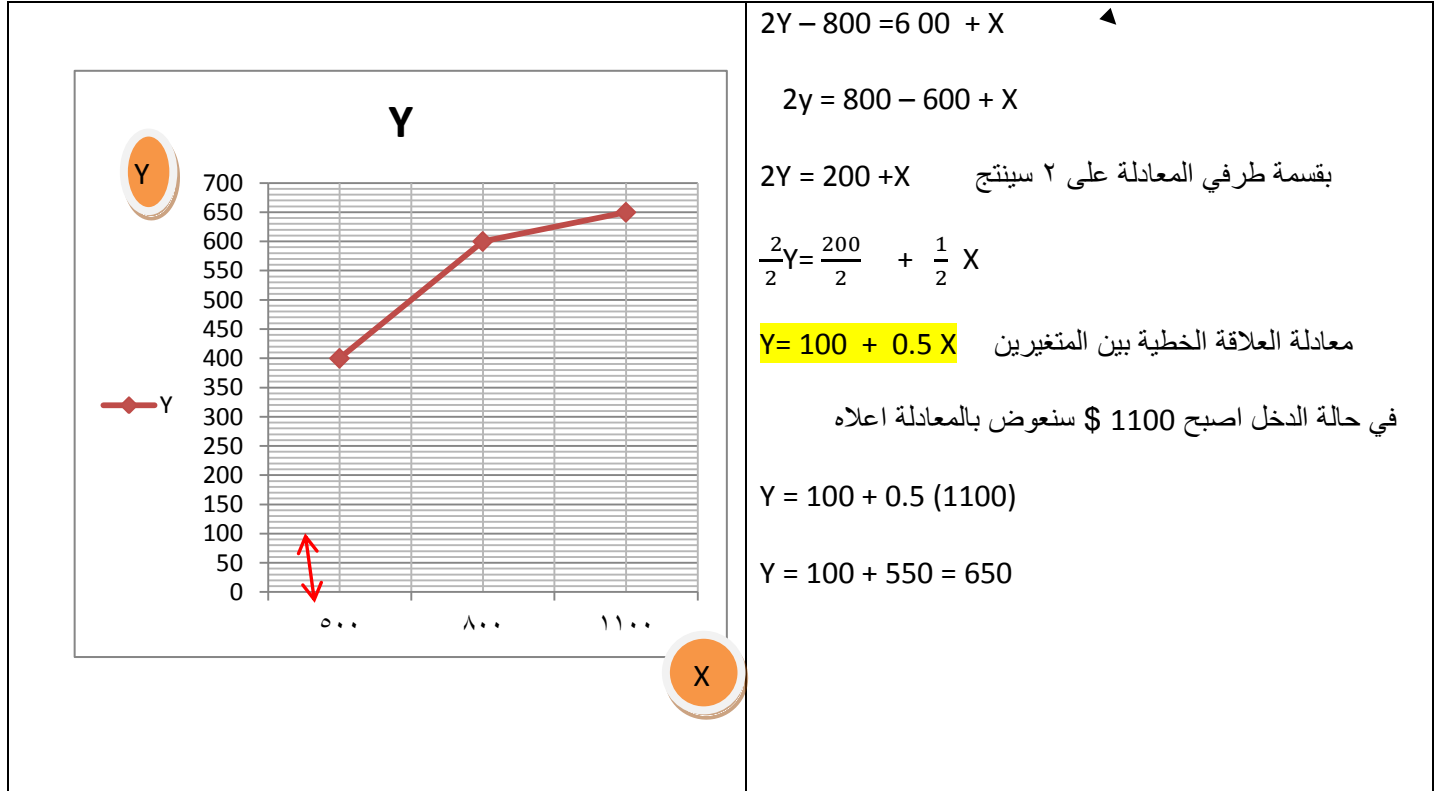 Y
Y
700
650
600
550
500
450
400
350
300
250
200
150
100
50
0
Y
٥٠٠ ٨٠٠ ١١٠٠
X
2Y – 800 =6 00 + X
2y = 800 – 600 + X
2Y = 200 +X بقسمة طرفي المعادلة على ٢ سينتج
2/2 Y= 200/2 + 1/2 X
Y= 100 + 0.5 X معادلة العلاقة الخطية بين المتغيرين
في حالة الدخل اصبح 1100 $ سنعوض بالمعادلة اعلاه
Y = 100 + 0.5 (1100)
Y = 100 + 550 = 650